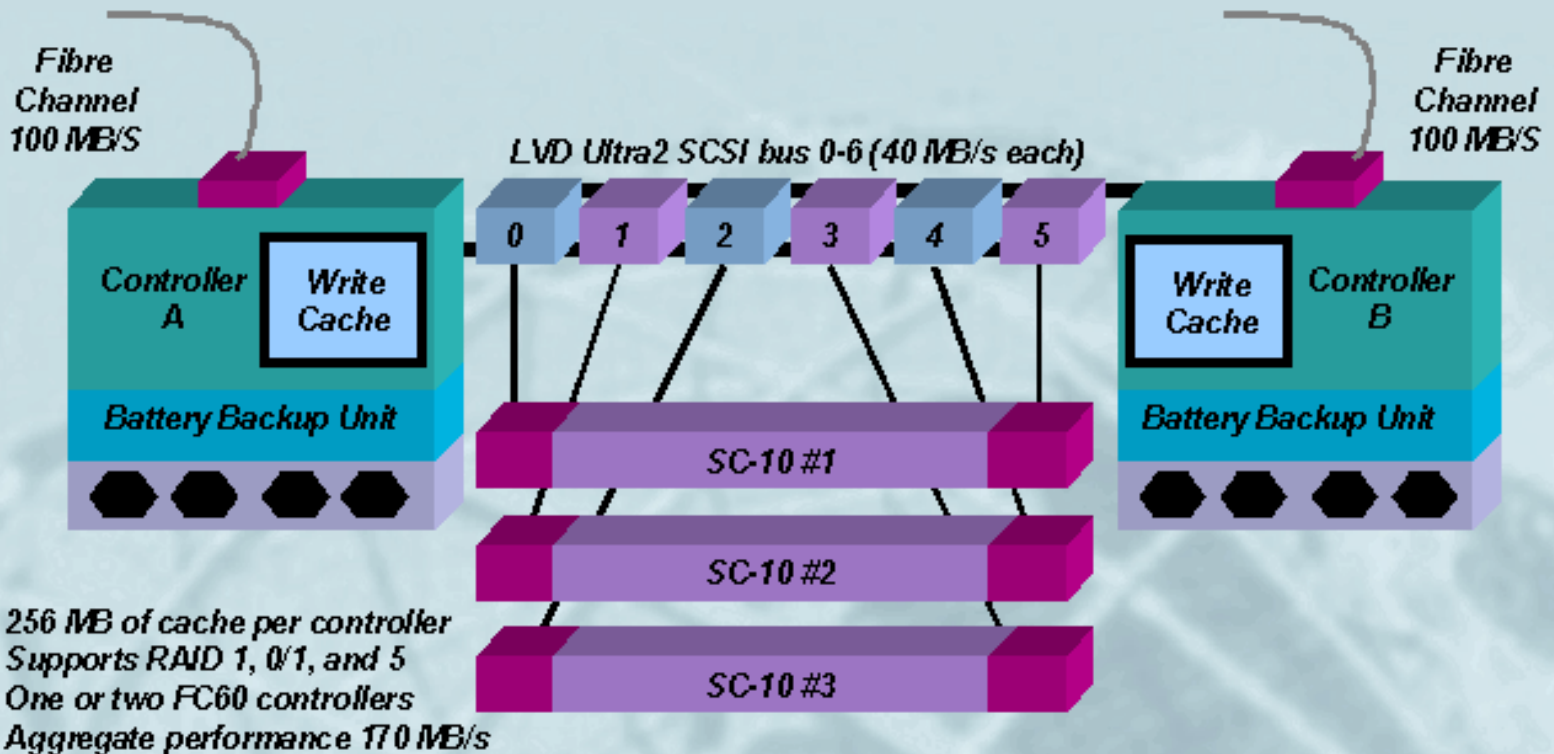 Fibre
Channel
100 MB/S
Fibre
Channel
100 MB/S
LVD Ultra2 SCSI bus 0-6 (40 MB/s each)
0 1 2 3 4 5
Controller
A
Write
Cache
Write
Cache
Controller
B
Battery Backup Unit
Battery Backup Unit
SC-10 #1
SC-10 #2
SC-10 #3
256 MB of cache per controller
Supports RAID 1, 0/1, and 5
One or two FC60 controllers
Aggregate performance 170 MB/s